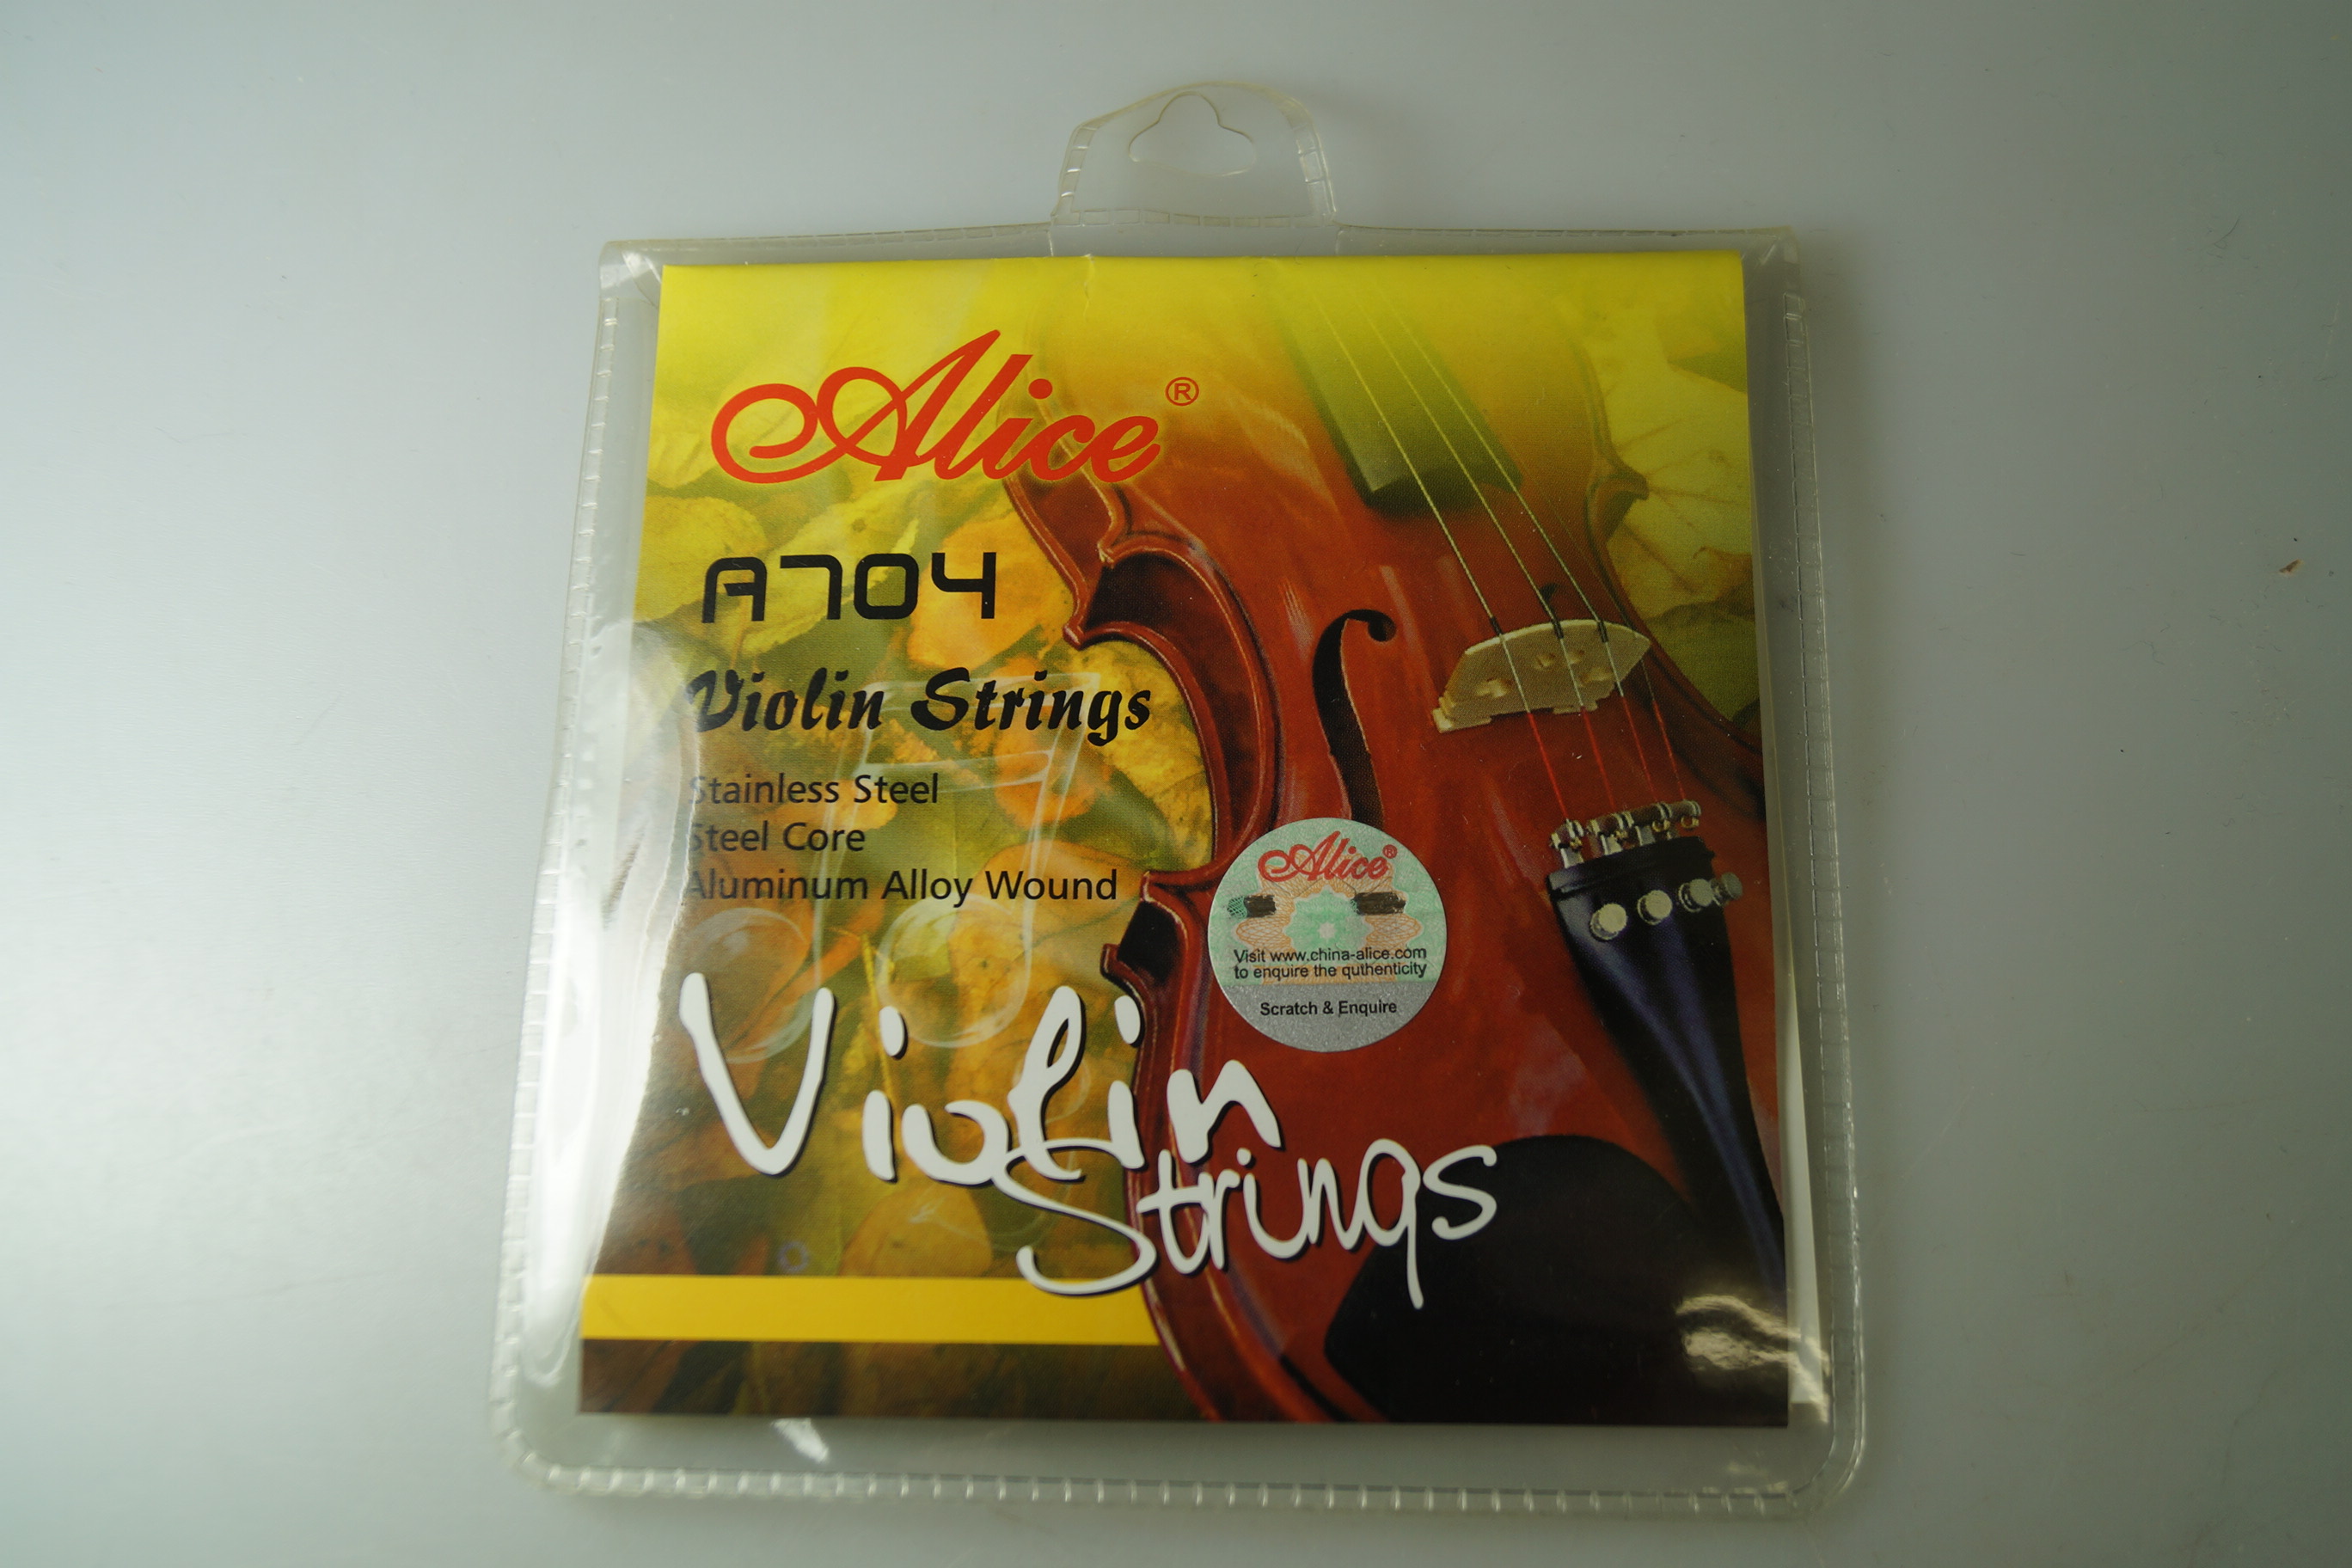 Alice®
A704
Violin Strings
Stainless Steel
Steel Core
Aluminum Alloy Wound
Alice®
Visit www.china-alice.com
to enquire the quthenticity
Scratch & Enquire
Violin
Strings